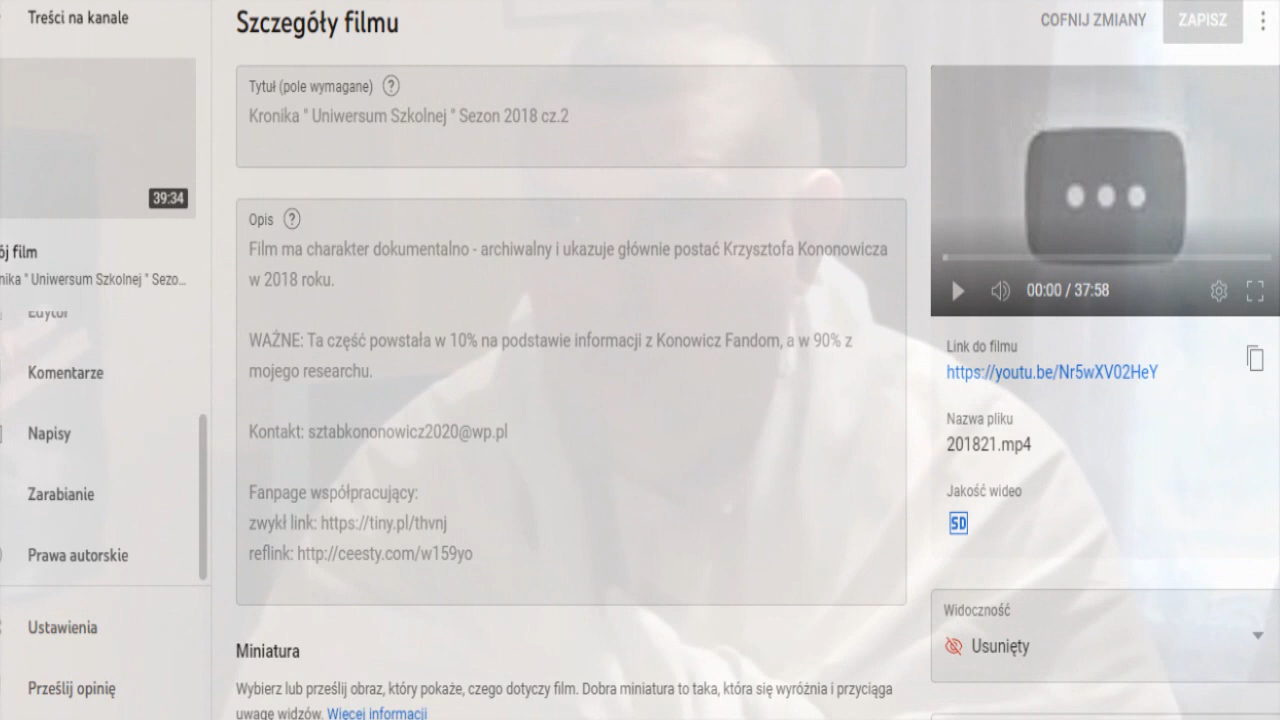 Treści na kanale
39:34
ój film
nika " Uniwersum Szkolnej " Sezo...
Edytor
Komentarze
Napisy
Zarabianie
Prawa autorskie
Ustawienia
Prześlij opinię
Szczegóły filmu
COFNIJ ZMIANY
ZAPISZ
Tytuł (pole wymagane) ?
Kronika " Uniwersum Szkolnej " Sezon 2018 cz.2
Opis ?
Film ma charakter dokumentalno - archiwalny i ukazuje głównie postać Krzysztofa Kononowicza
w 2018 roku.
WAŻNE: Ta część powstała w 10% na podstawie informacji z Konowicz Fandom, a w 90% z
mojego researchu.
Kontakt: sztabkononowicz2020@wp.pl
Fanpage współpracujący:
zwykł link: https://tiny.pl/thvnj
reflink: http://ceesty.com/w159yo
Miniatura
Wybierz lub prześlij obraz, który pokaże, czego dotyczy film. Dobra miniatura to taka, która się wyróżnia i przyciąga
uwagę widzów. Więcej informacji
00:00 / 37:58
Link do filmu
https://youtu.be/Nr5wXV02HeY
Nazwa pliku
201821.mp4
Jakość wideo
SD
Widoczność
Usunięty